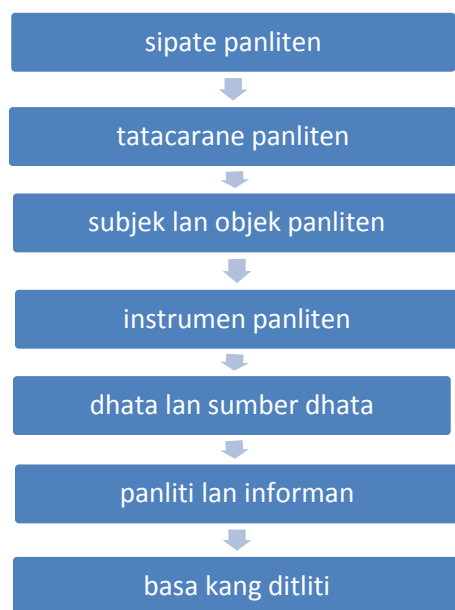 sipate panliten
tatacarane panliten
subjek lan objek panliten
instrumen panliten
dhata lan sumber dhata
panliti lan informan
basa kang ditliti